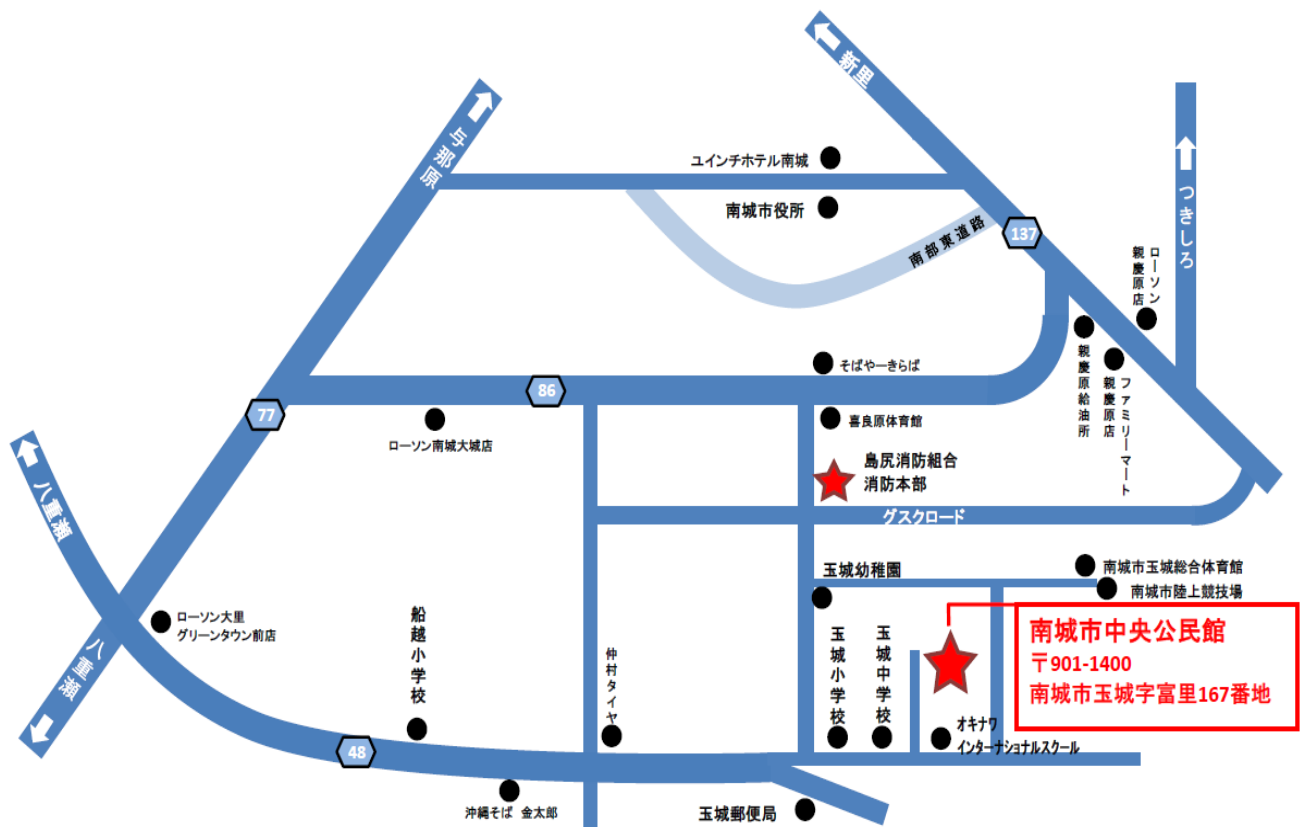 新里
与那原
ユインチホテル南城
南城市役所
つきしろ
南部東道路
137
ローソン
親慶原店
そばやーきらぱ
親慶原給油所
ファミリーマート
親慶原店
86
77
喜良原体育館
ローソン南城大城店
八重瀬
島尻消防組合
消防本部
グスクロード
玉城幼稚園
南城市玉城総合体育館
南城市陸上競技場
ローソン大里
グリーンタウン前店
船越小学校
八重瀬
仲村タイヤ
玉城小学校
玉城中学校
南城市中央公民館
〒901-1400
南城市玉城字富里167番地
オキナワ
インターナショナルスクール
48
沖縄そば 金太郎
玉城郵便局